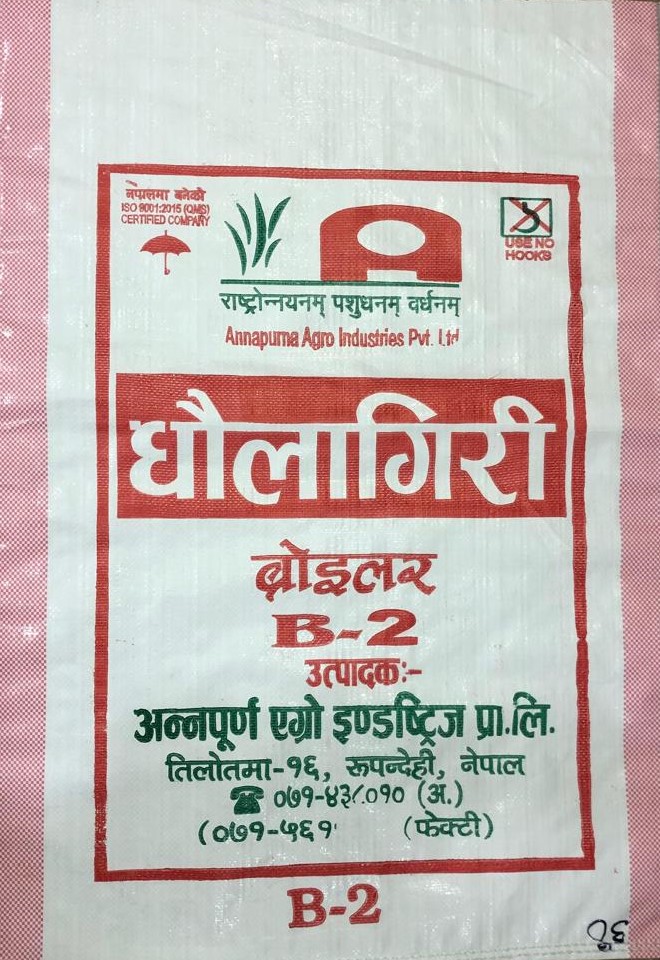 नेपालमा बनेको
ISO 9001:2015 (QMS)
CERTIFIED COMPANY
USE NO
HOOKS
राष्ट्रोन्नयनम् पशुधनम् वर्धनम्
Annapurna Agro Industries Pvt. Ltd
धौलागिरी
ब्रोइलर
B-2
उत्पादक:-
अन्नपूर्ण एग्रो इण्डष्ट्रिज प्रा.लि.
तिलोतमा-१६, रूपन्देही, नेपाल
(अ.)
(फेक्टी)
B-2